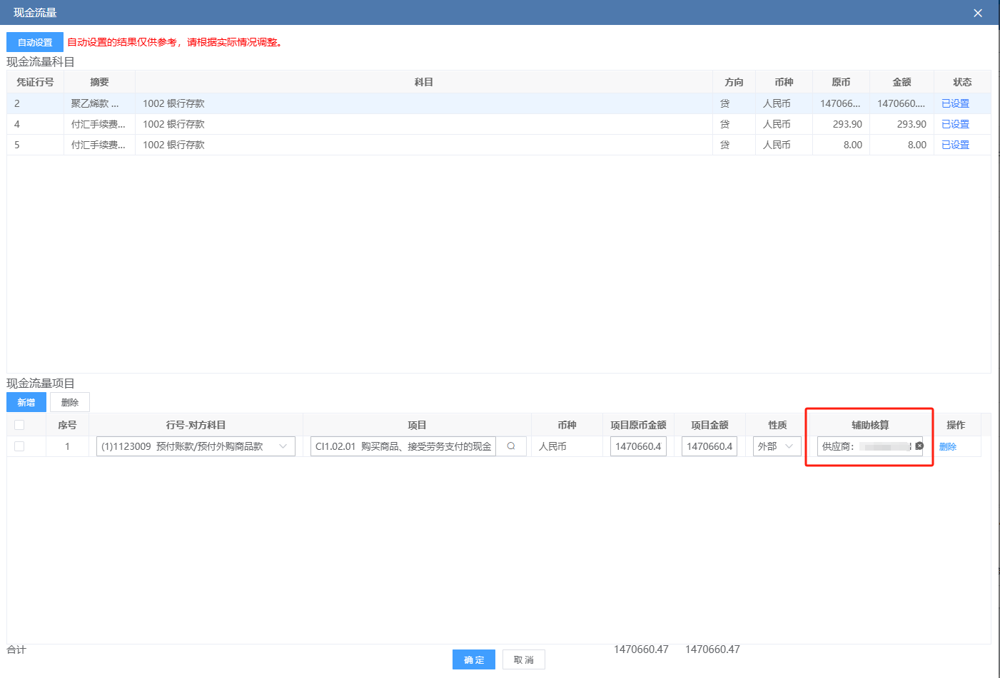 现金流量
自动设置 自动设置的结果仅供参考，请根据实际情况调整。
现金流量科目
凭证行号 摘要 科目 方向 币种 原币 金额 状态
2 聚乙烯款 ... 1002 银行存款 贷 人民币 147066... 1470660.... 已设置
4 付汇手续费... 1002 银行存款 贷 人民币 293.90 293.90 已设置
5 付汇手续费... 1002 银行存款 贷 人民币 8.00 8.00 已设置
现金流量项目
新增 删除
序号 行号-对方科目 项目 币种 项目原币金额 项目金额 性质 辅助核算 操作
1 (1)1123009 预付账款/预付外购商品款 CI1.02.01 购买商品、接受劳务支付的现金 人民币 1470660.4 1470660.4 外部 供应商： 删除
合计 1470660.47 1470660.47
确 定 取 消